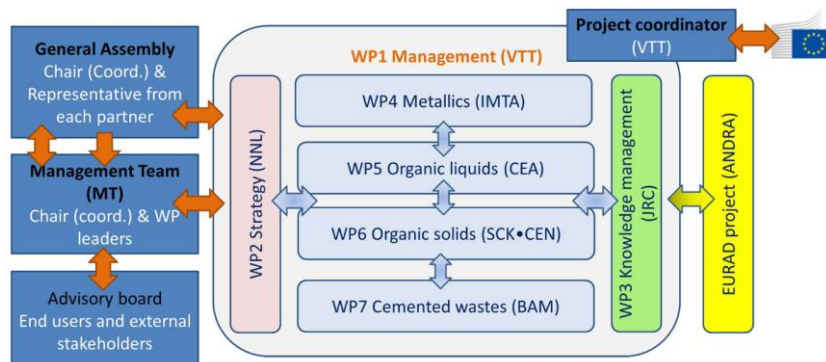 General Assembly
Chair (Coord.) &
Representative from
each partner
Management Team
(MT)
Chair (coord.) & WP
leaders
Advisory board
End users and external
stakeholders
WP1 Management (VTT)
Project coordinator
(VTT)
WP2 Strategy (NNL)
WP4 Metallics (IMTA)
WP5 Organic liquids (CEA)
WP6 Organic solids (SCK•CEN)
WP7 Cemented wastes (BAM)
WP3 Knowledge management
(JRC)
EURAD project (ANDRA)